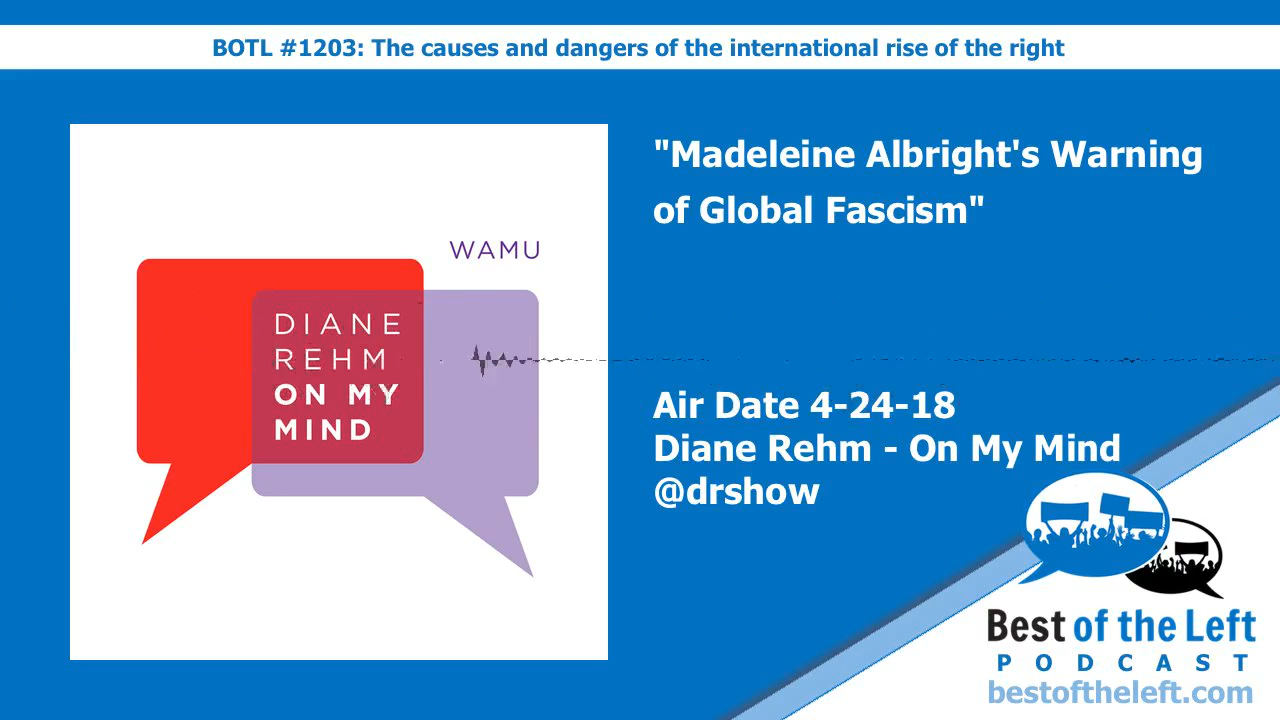 BOTL #1203: The causes and dangers of the international rise of the right
WAMU
DIANE
REHM
ON MY
MIND
"Madeleine Albright's Warning
of Global Fascism"
Air Date 4-24-18
Diane Rehm - On My Mind
@drshow
Best of the Left
PODCAST
bestoftheleft.com